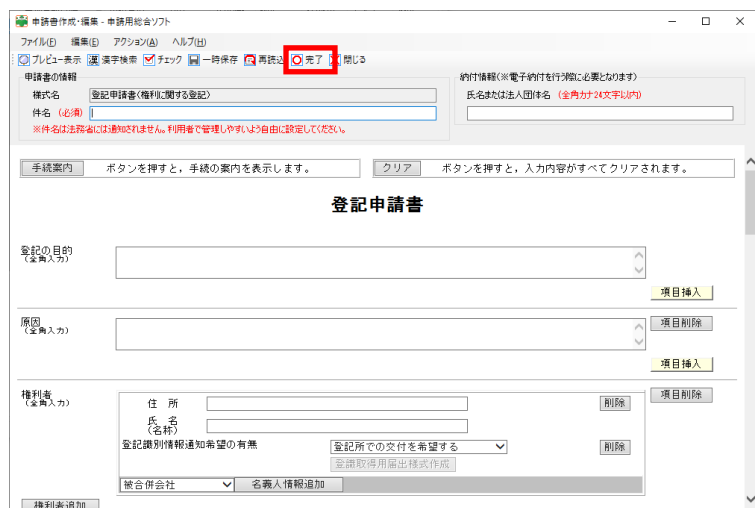 申請書作成・編集 - 申請用総合ソフト
ファイル(F) 編集(E) アクション(A) ヘルプ(H)
プレビュー表示 漢 漢字検索 チェック 一時保存 再読込 完了 閉じる
申請書の情報
様式名 登記申請書(権利に関する登記)
件名 (必須)
※件名は法務省には通知されません。利用者で管理しやすいよう自由に設定してください。
納付情報(※電子納付を行う際に必要となります)
氏名または法人団体名 (全角カナ24文字以内)
手続案内 ボタンを押すと，手続の案内を表示します。
クリア ボタンを押すと，入力内容がすべてクリアされます。
登記申請書
登記の目的
(全角入力)
項目挿入
原因
(全角入力)
項目削除
項目挿入
権利者
(全角入力)
項目削除
住 所
削除
氏 名
(名称)
登記識別情報通知希望の有無 登記所での交付を希望する 削除
登識取得用届出様式作成
被合併会社 名義人情報追加
権利者追加